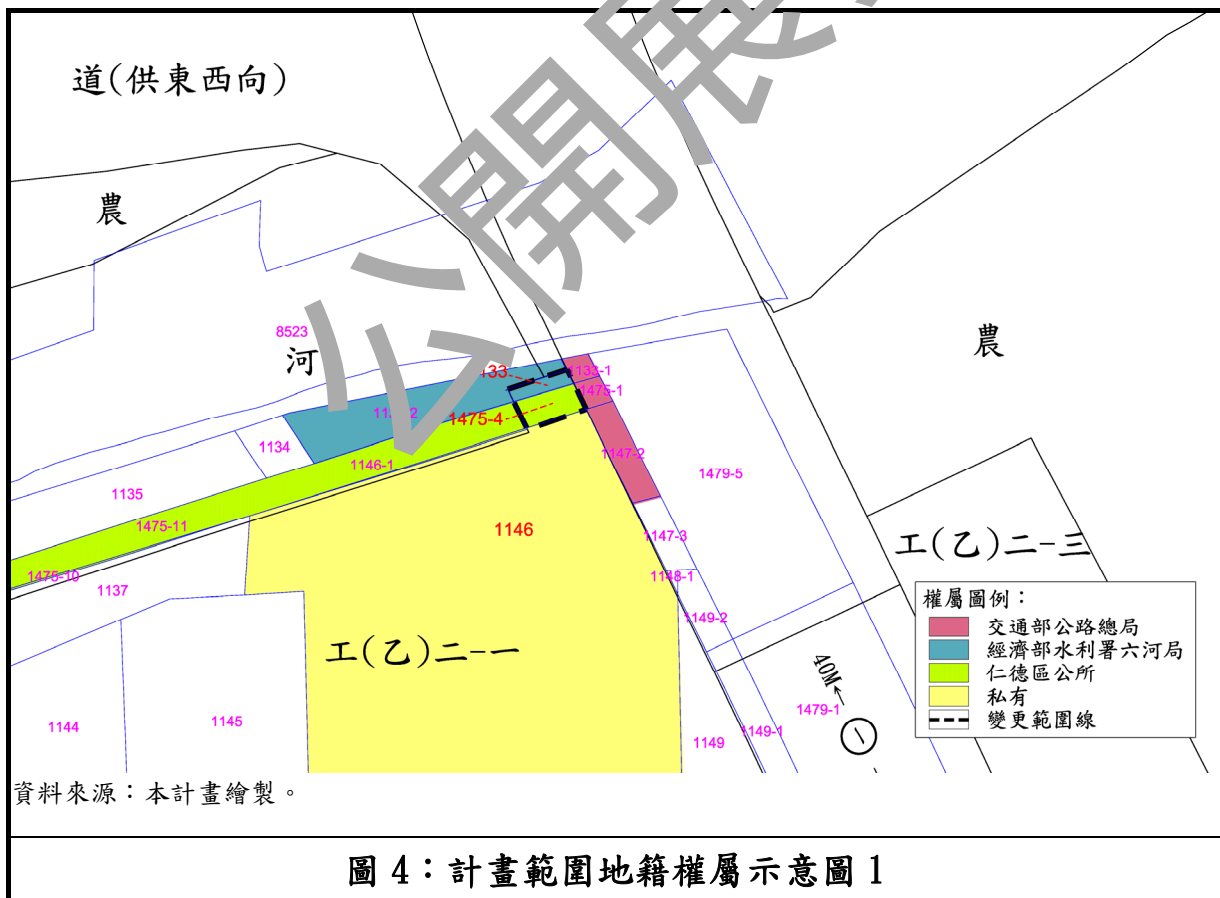 公開展
道(供東西向)
農
8523
河
農
133-1
1475-1
1475-4
1134
1146-1
1147-2
1479-5
1135
1475-11
1146
1147-3
工(乙)二-三
1475-10
1137
1148-1
1149-2
工(乙)二-一
權屬圖例：
交通部公路總局
經濟部水利署六河局
仁德區公所
私有
變更範圍線
40M
一
1479-1
1144
1145
1149
1149-1
資料來源：本計畫繪製。
圖 4：計畫範圍地籍權屬示意圖 1